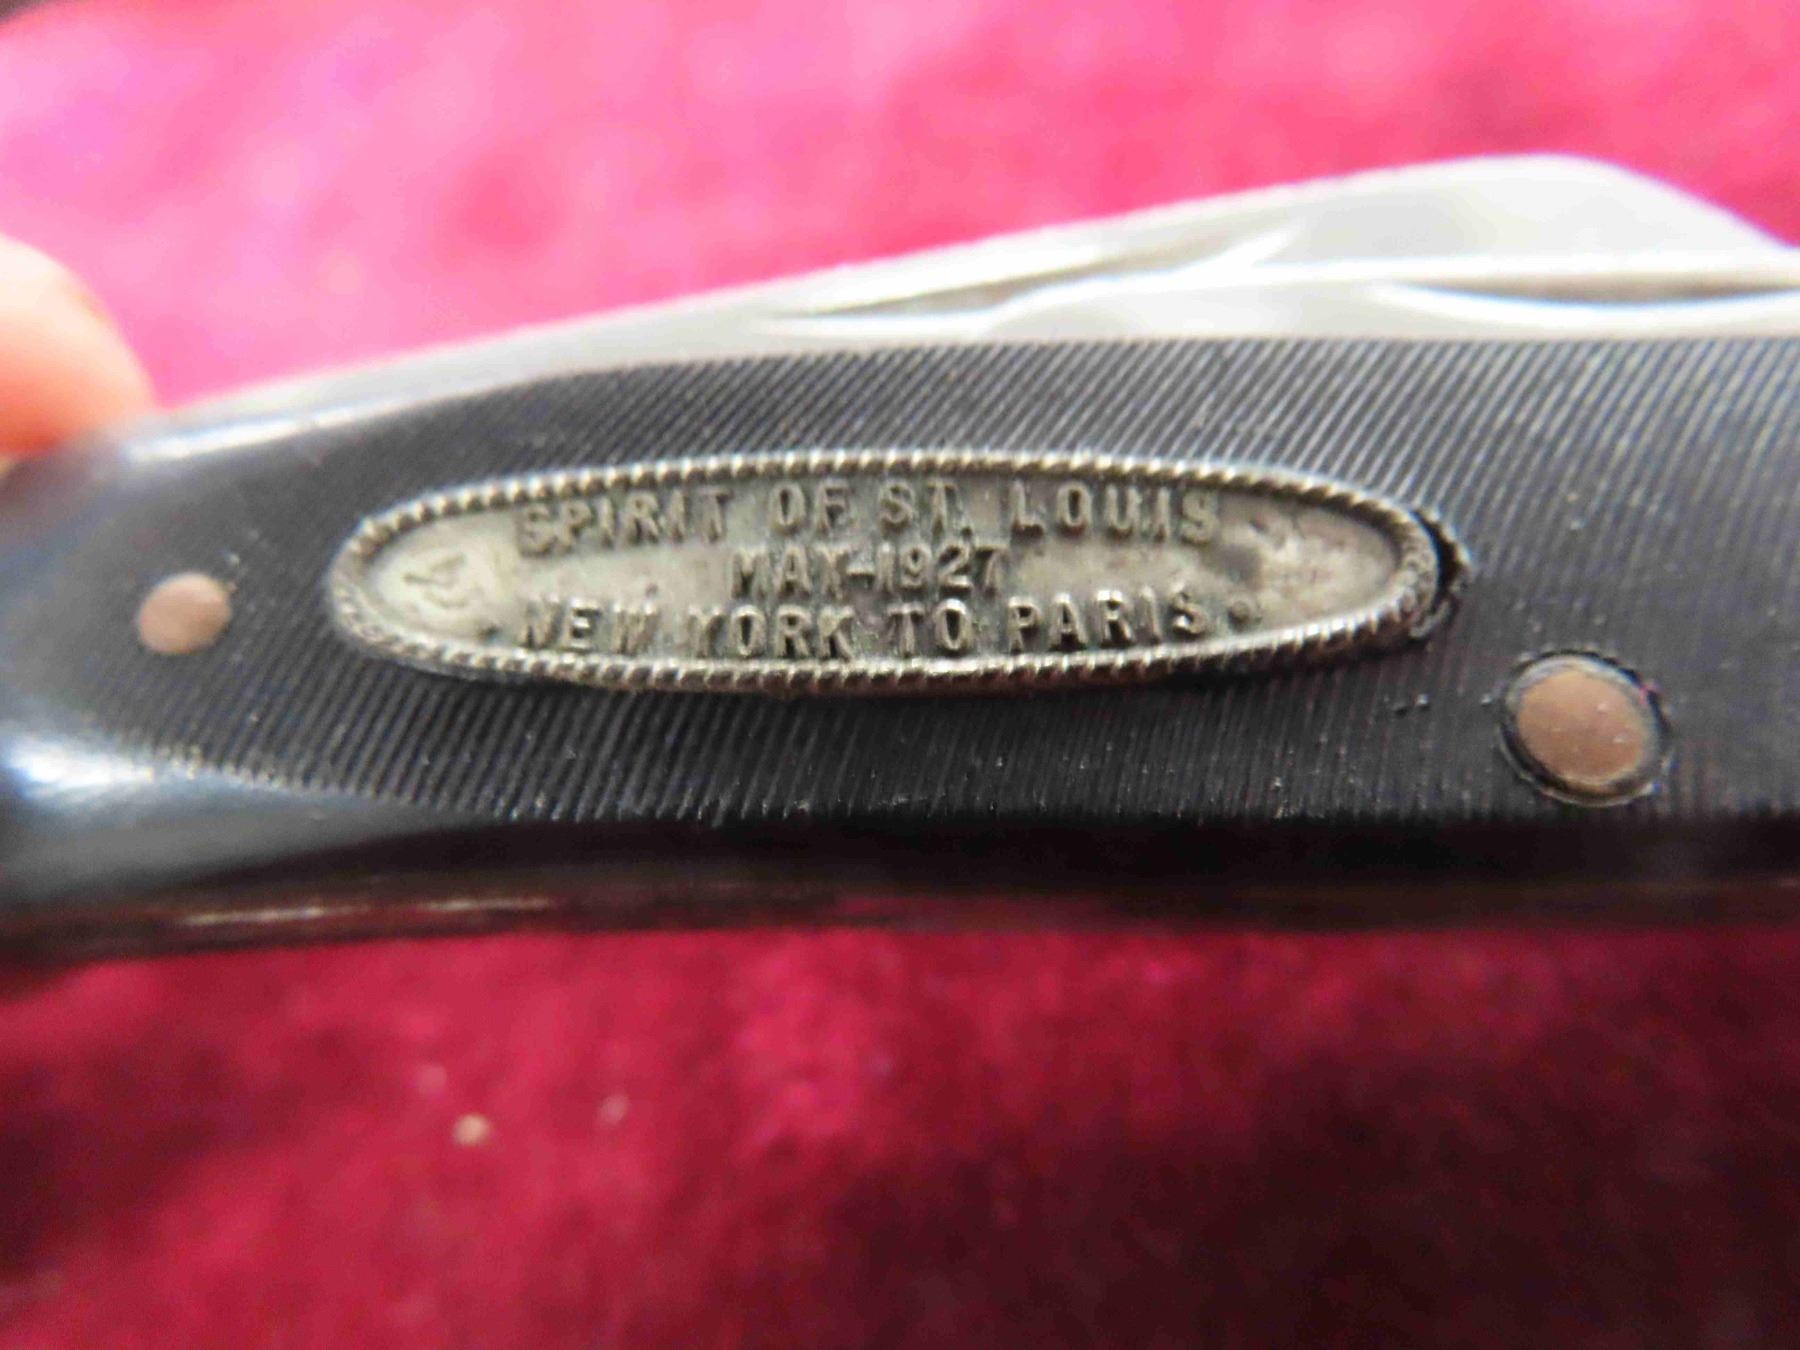 SPIRIT OF ST. LOUIS
MAY-1927
NEW YORK TO PARIS